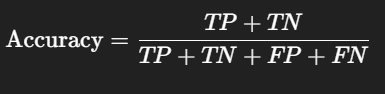 Accuracy = TP + TN / TP + TN + FP + FN